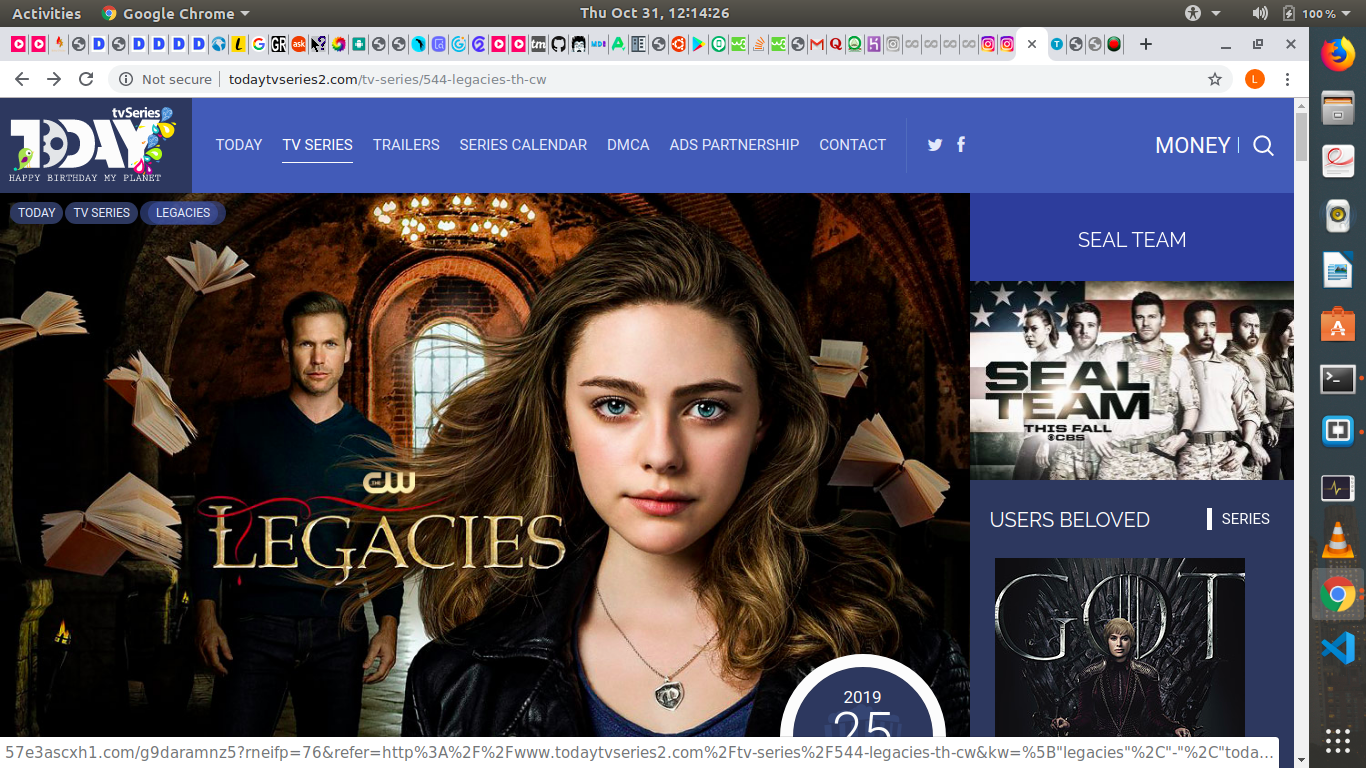 Activities
Google Chrome
Thu Oct 31, 12:14:26
100 %
Not secure
todaytvseries2.com/tv-series/544-legacies-th-cw
L
tvSeries
TODAY
HAPPY BIRTHDAY MY PLANET
TODAY
TV SERIES
TRAILERS
SERIES CALENDAR
DMCA
ADS PARTNERSHIP
CONTACT
MONEY
TODAY
TV SERIES
LEGACIES
THE CW
LEGACIES
2019
25
SEAL TEAM
SEAL
TEAM
THIS FALL
CBS
USERS BELOVED
SERIES
GOT
57e3ascxh1.com/g9daramnz5?rneifp=76&refer=http%3A%2F%2Fwww.todaytvseries2.com%2Ftv-series%2F544-legacies-th-cw&kw=%5B"legacies"%2C"-"%2C"toda...